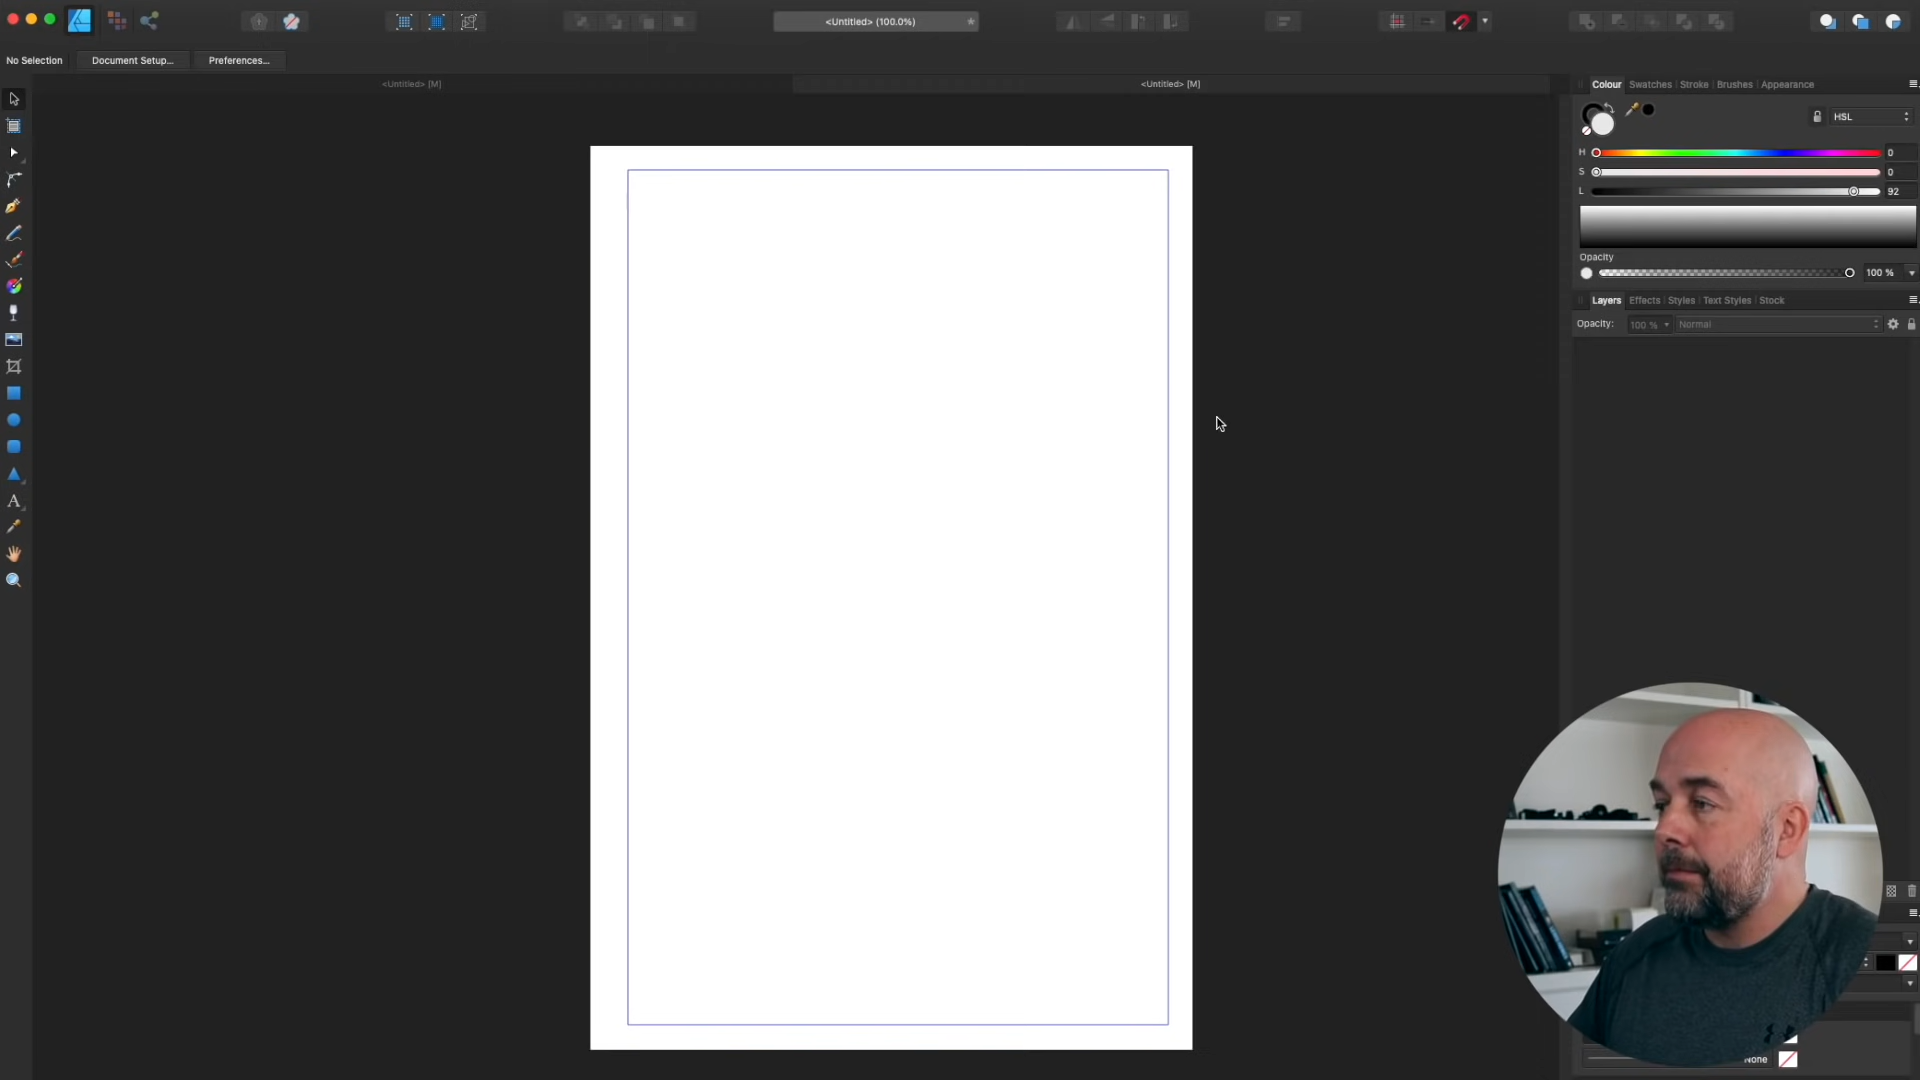 <Untitled> (100.0%)
*
No Selection
Document Setup...
Preferences...
<Untitled> [M]
<Untitled> [M]
Colour
Swatches
Stroke
Brushes
Appearance
HSL
H
0
S
0
L
92
Opacity
100 %
Layers
Effects
Styles
Text Styles
Stock
Opacity:
100 %
Normal
A
None